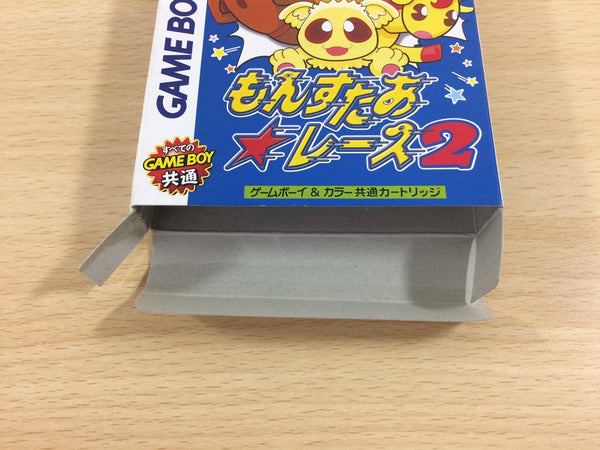 GAME BO
もんすたあ
★レース2
すべての
GAME BOY
共通
ゲームボーイ & カラー 共通カートリッジ